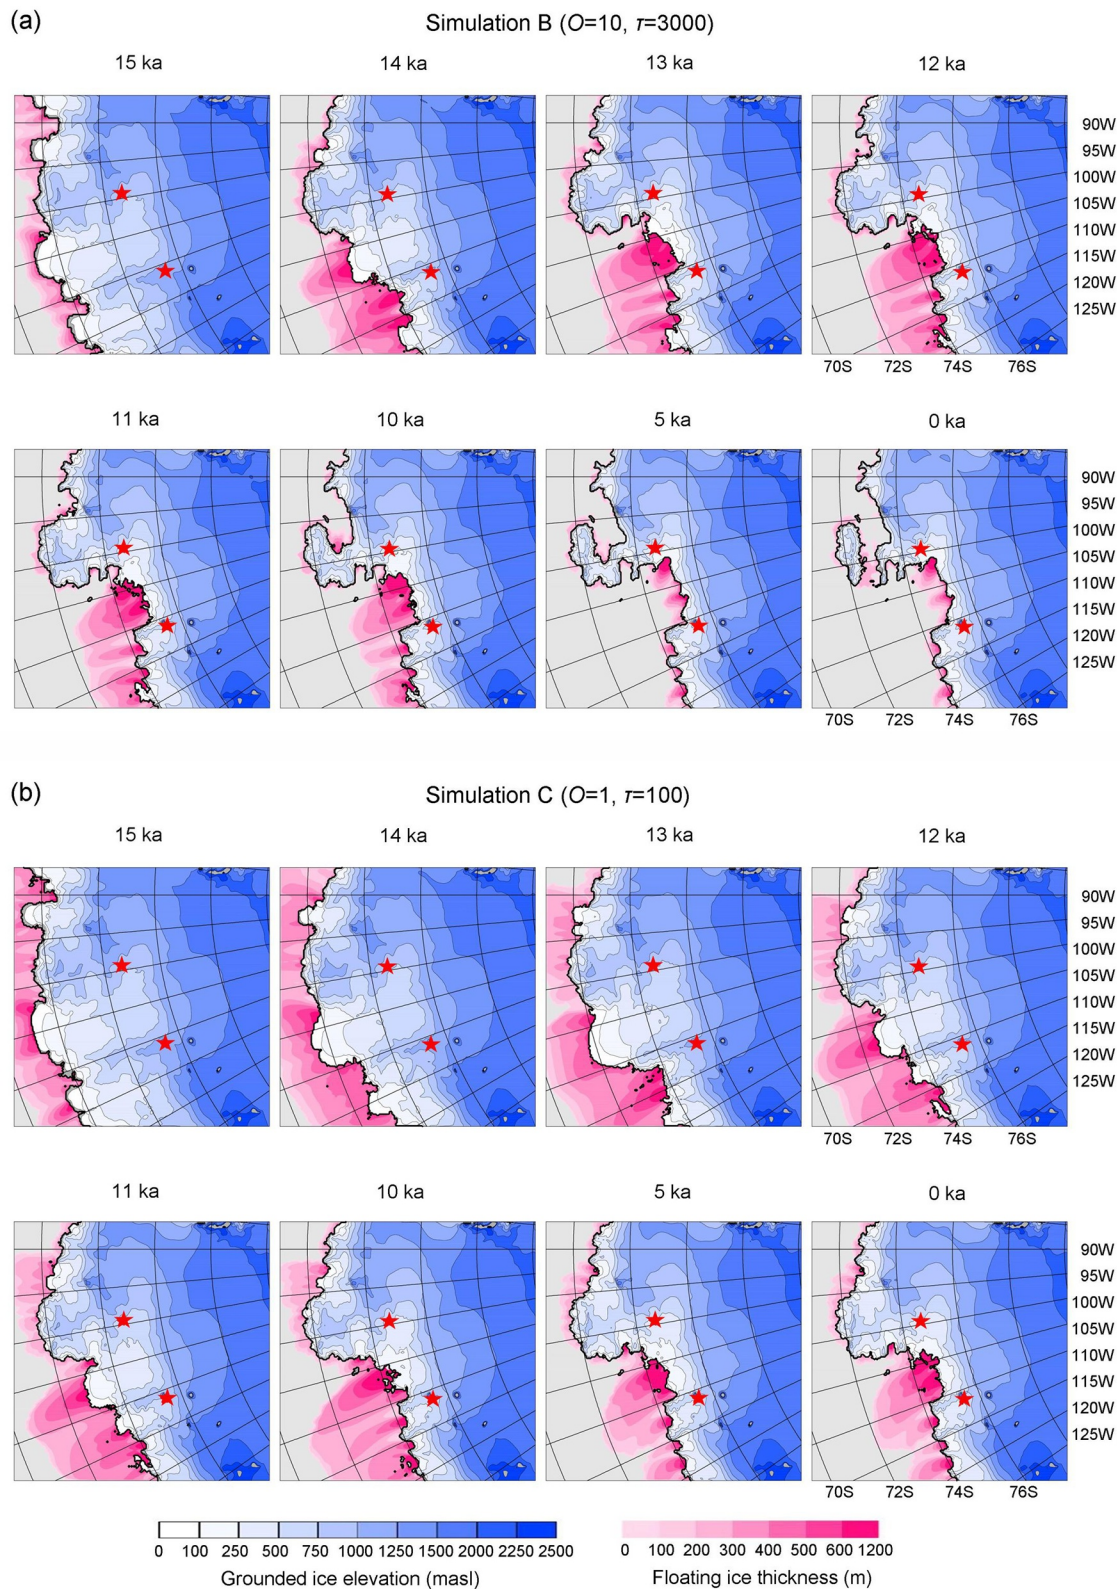 (a)
Simulation B (O=10, τ=3000)
15 ka
14 ka
13 ka
12 ka
90W
95W
100W
105W
110W
115W
120W
125W
70S
72S
74S
76S
11 ka
10 ka
5 ka
0 ka
90W
95W
100W
105W
110W
115W
120W
125W
70S
72S
74S
76S
(b)
Simulation C (O=1, τ=100)
15 ka
14 ka
13 ka
12 ka
90W
95W
100W
105W
110W
115W
120W
125W
70S
72S
74S
76S
11 ka
10 ka
5 ka
0 ka
90W
95W
100W
105W
110W
115W
120W
125W
70S
72S
74S
76S
0 100 250 500 750 1000 1500 2000 2250 2500
Grounded ice elevation (masl)
0 100 200 300 400 500 600 1200
Floating ice thickness (m)